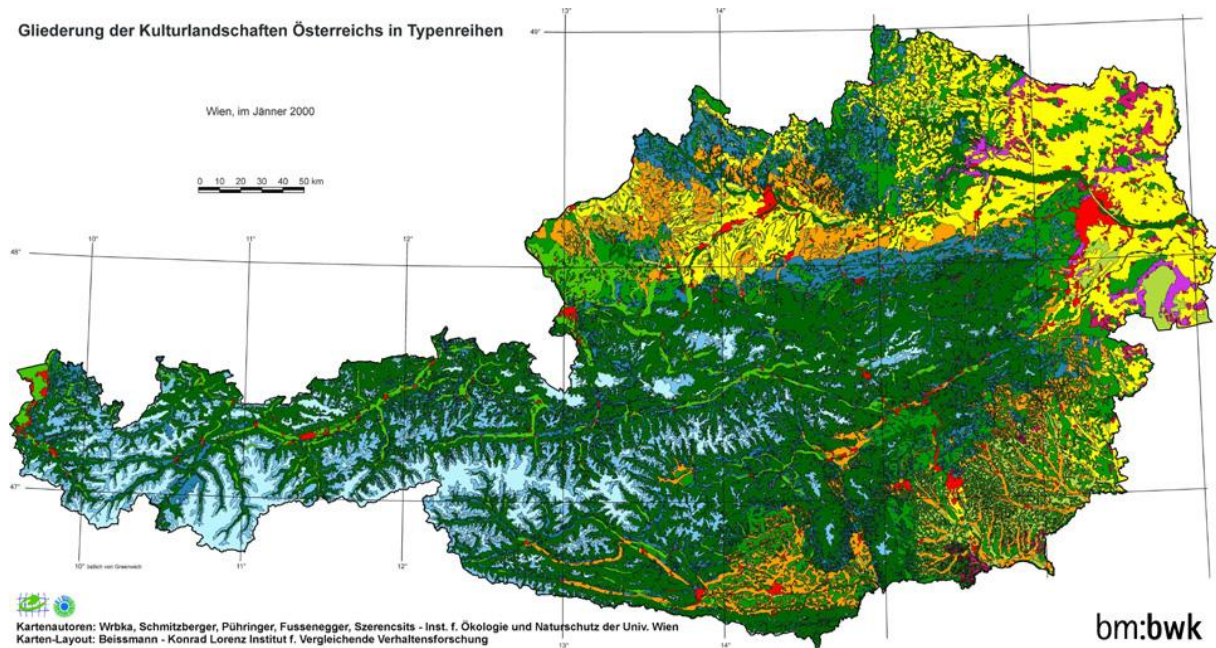 Gliederung der Kulturlandschaften Österreichs in Typenreihen
13°
14°
49°
Wien, im Jänner 2000
0 10 20 30 40 50 km
48°
10°
11°
12°
47°
10° östlich von Greenwich
11°
12°
Kartenautoren: Wrbka, Schmitzberger, Pühringer, Fussenegger, Szerencsits - Inst. f. Ökologie und Naturschutz der Univ. Wien
Karten-Layout: Beissmann - Konrad Lorenz Institut f. Vergleichende Verhaltensforschung
13°
14°
bm:bwk